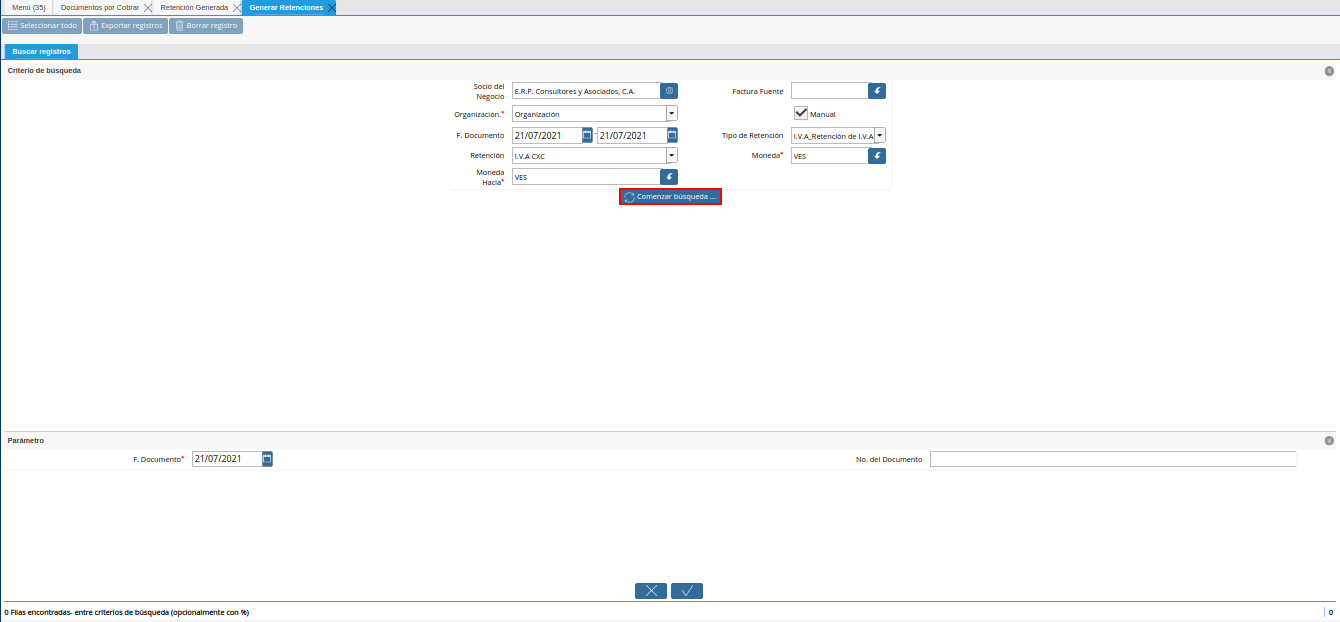 Menú (35) Documentos por Cobrar Retención Generada Generar Retenciones
Seleccionar todo Exportar registros Borrar registro
Buscar registros
Criterio de búsqueda
Socio del Negocio E.R.P. Consultores y Asociados, C.A. Factura Fuente
Organización.* Organización Manual
F. Documento 21/07/2021 - 21/07/2021 Tipo de Retención I.V.A_Retención de I.V.A
Retención I.V.A CXC Moneda* VES
Moneda Hacia* VES
Comenzar búsqueda ...
Parámetro
F. Documento* 21/07/2021 No. del Documento
0 Filas encontradas- entre criterios de búsqueda (opcionalmente con %) 0